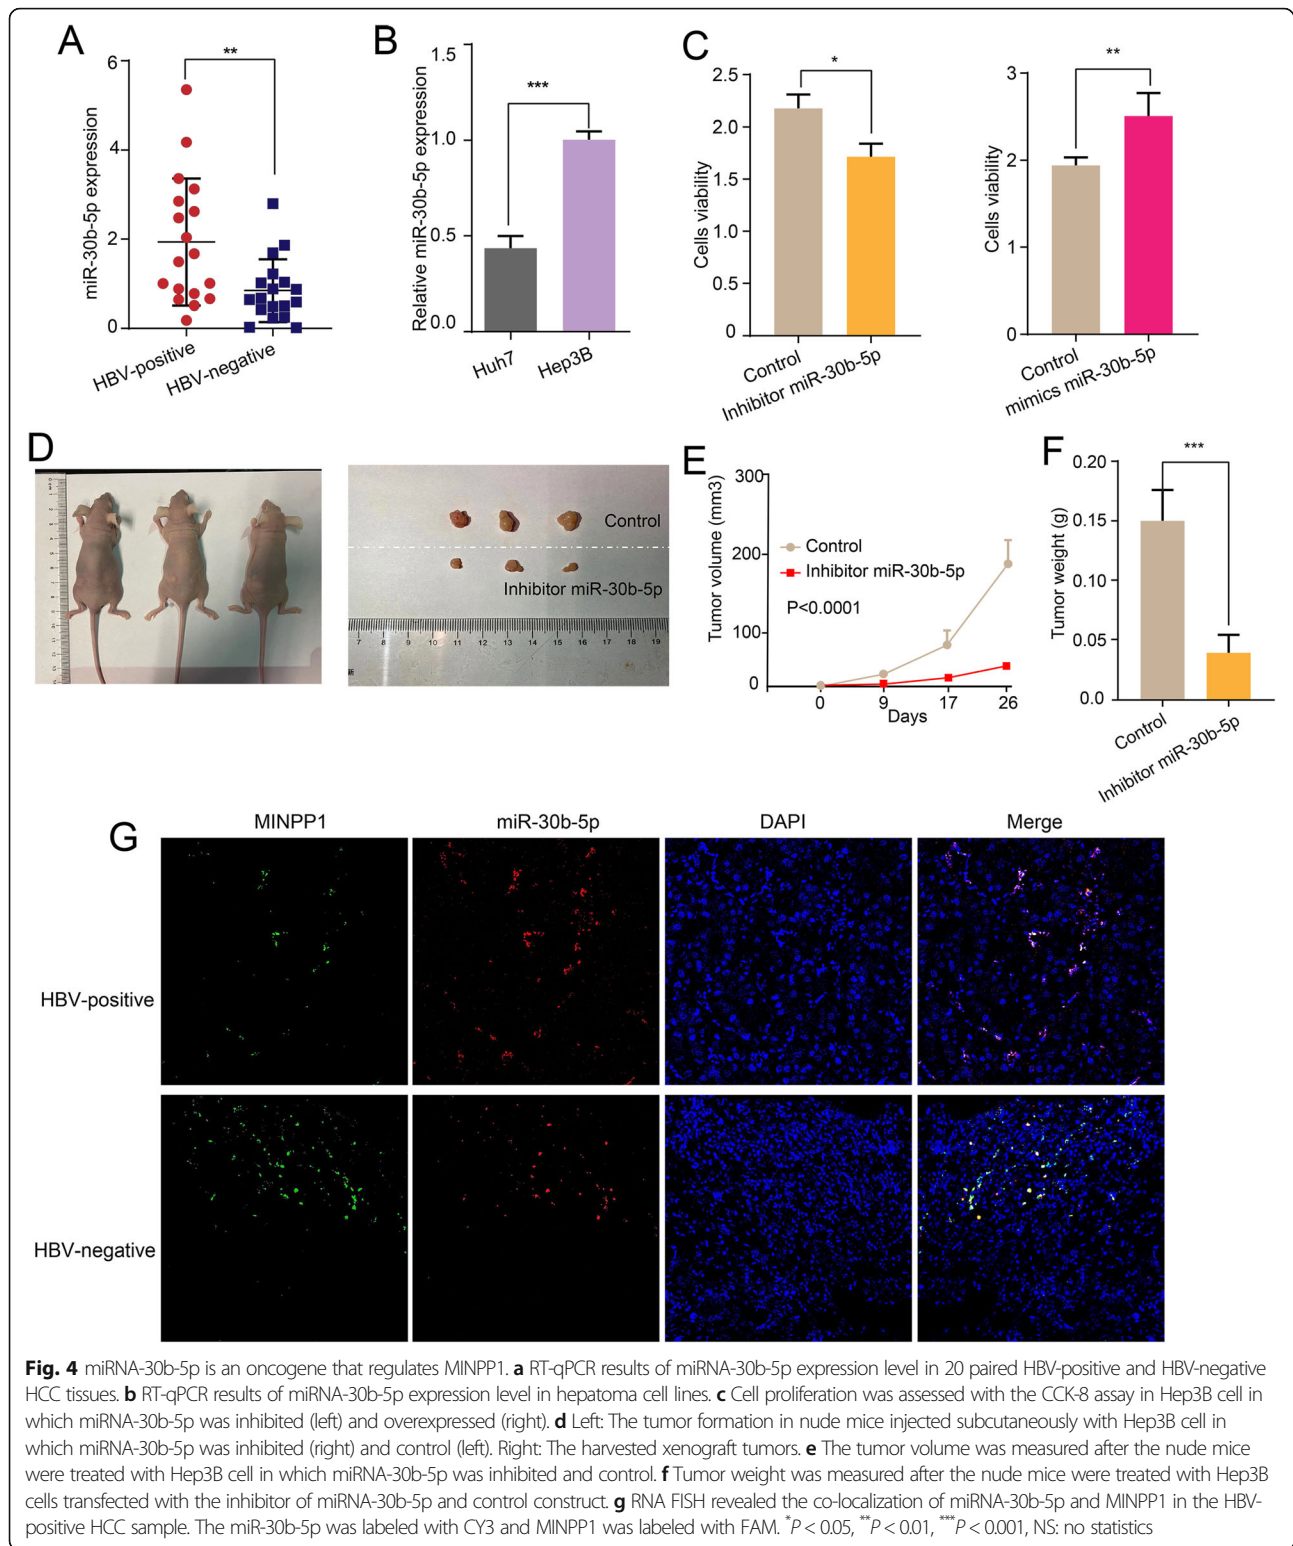 A
miR-30b-5p expression
6
4
2
0
**
HBV-positive
HBV-negative
B
Relative miR-30b-5p expression
1.5
1.0
0.5
0.0
***
Huh7
Hep3B
C
Cells viability
2.5
2.0
1.5
1.0
0.5
0
*
Control
Inhibitor miR-30b-5p
Cells viability
3
2
1
0
**
Control
mimics miR-30b-5p
D
Control
Inhibitor miR-30b-5p
7 8 9 10 11 12 13 14 15 16 17 18 19
E
Tumor volume (mm3)
300
200
100
0
Control
Inhibitor miR-30b-5p
P<0.0001
0 9 17 26
Days
F
Tumor weight (g)
0.20
0.15
0.10
0.05
0.0
***
Control
Inhibitor miR-30b-5p
G
MINPP1 miR-30b-5p DAPI Merge
HBV-positive
HBV-negative
Fig. 4 miRNA-30b-5p is an oncogene that regulates MINPP1. a RT-qPCR results of miRNA-30b-5p expression level in 20 paired HBV-positive and HBV-negative
HCC tissues. b RT-qPCR results of miRNA-30b-5p expression level in hepatoma cell lines. c Cell proliferation was assessed with the CCK-8 assay in Hep3B cell in
which miRNA-30b-5p was inhibited (left) and overexpressed (right). d Left: The tumor formation in nude mice injected subcutaneously with Hep3B cell in
which miRNA-30b-5p was inhibited (right) and control (left). Right: The harvested xenograft tumors. e The tumor volume was measured after the nude mice
were treated with Hep3B cell in which miRNA-30b-5p was inhibited and control. f Tumor weight was measured after the nude mice were treated with Hep3B
cells transfected with the inhibitor of miRNA-30b-5p and control construct. g RNA FISH revealed the co-localization of miRNA-30b-5p and MINPP1 in the HBV-
positive HCC sample. The miR-30b-5p was labeled with CY3 and MINPP1 was labeled with FAM. *P < 0.05, **P < 0.01, ***P < 0.001, NS: no statistics